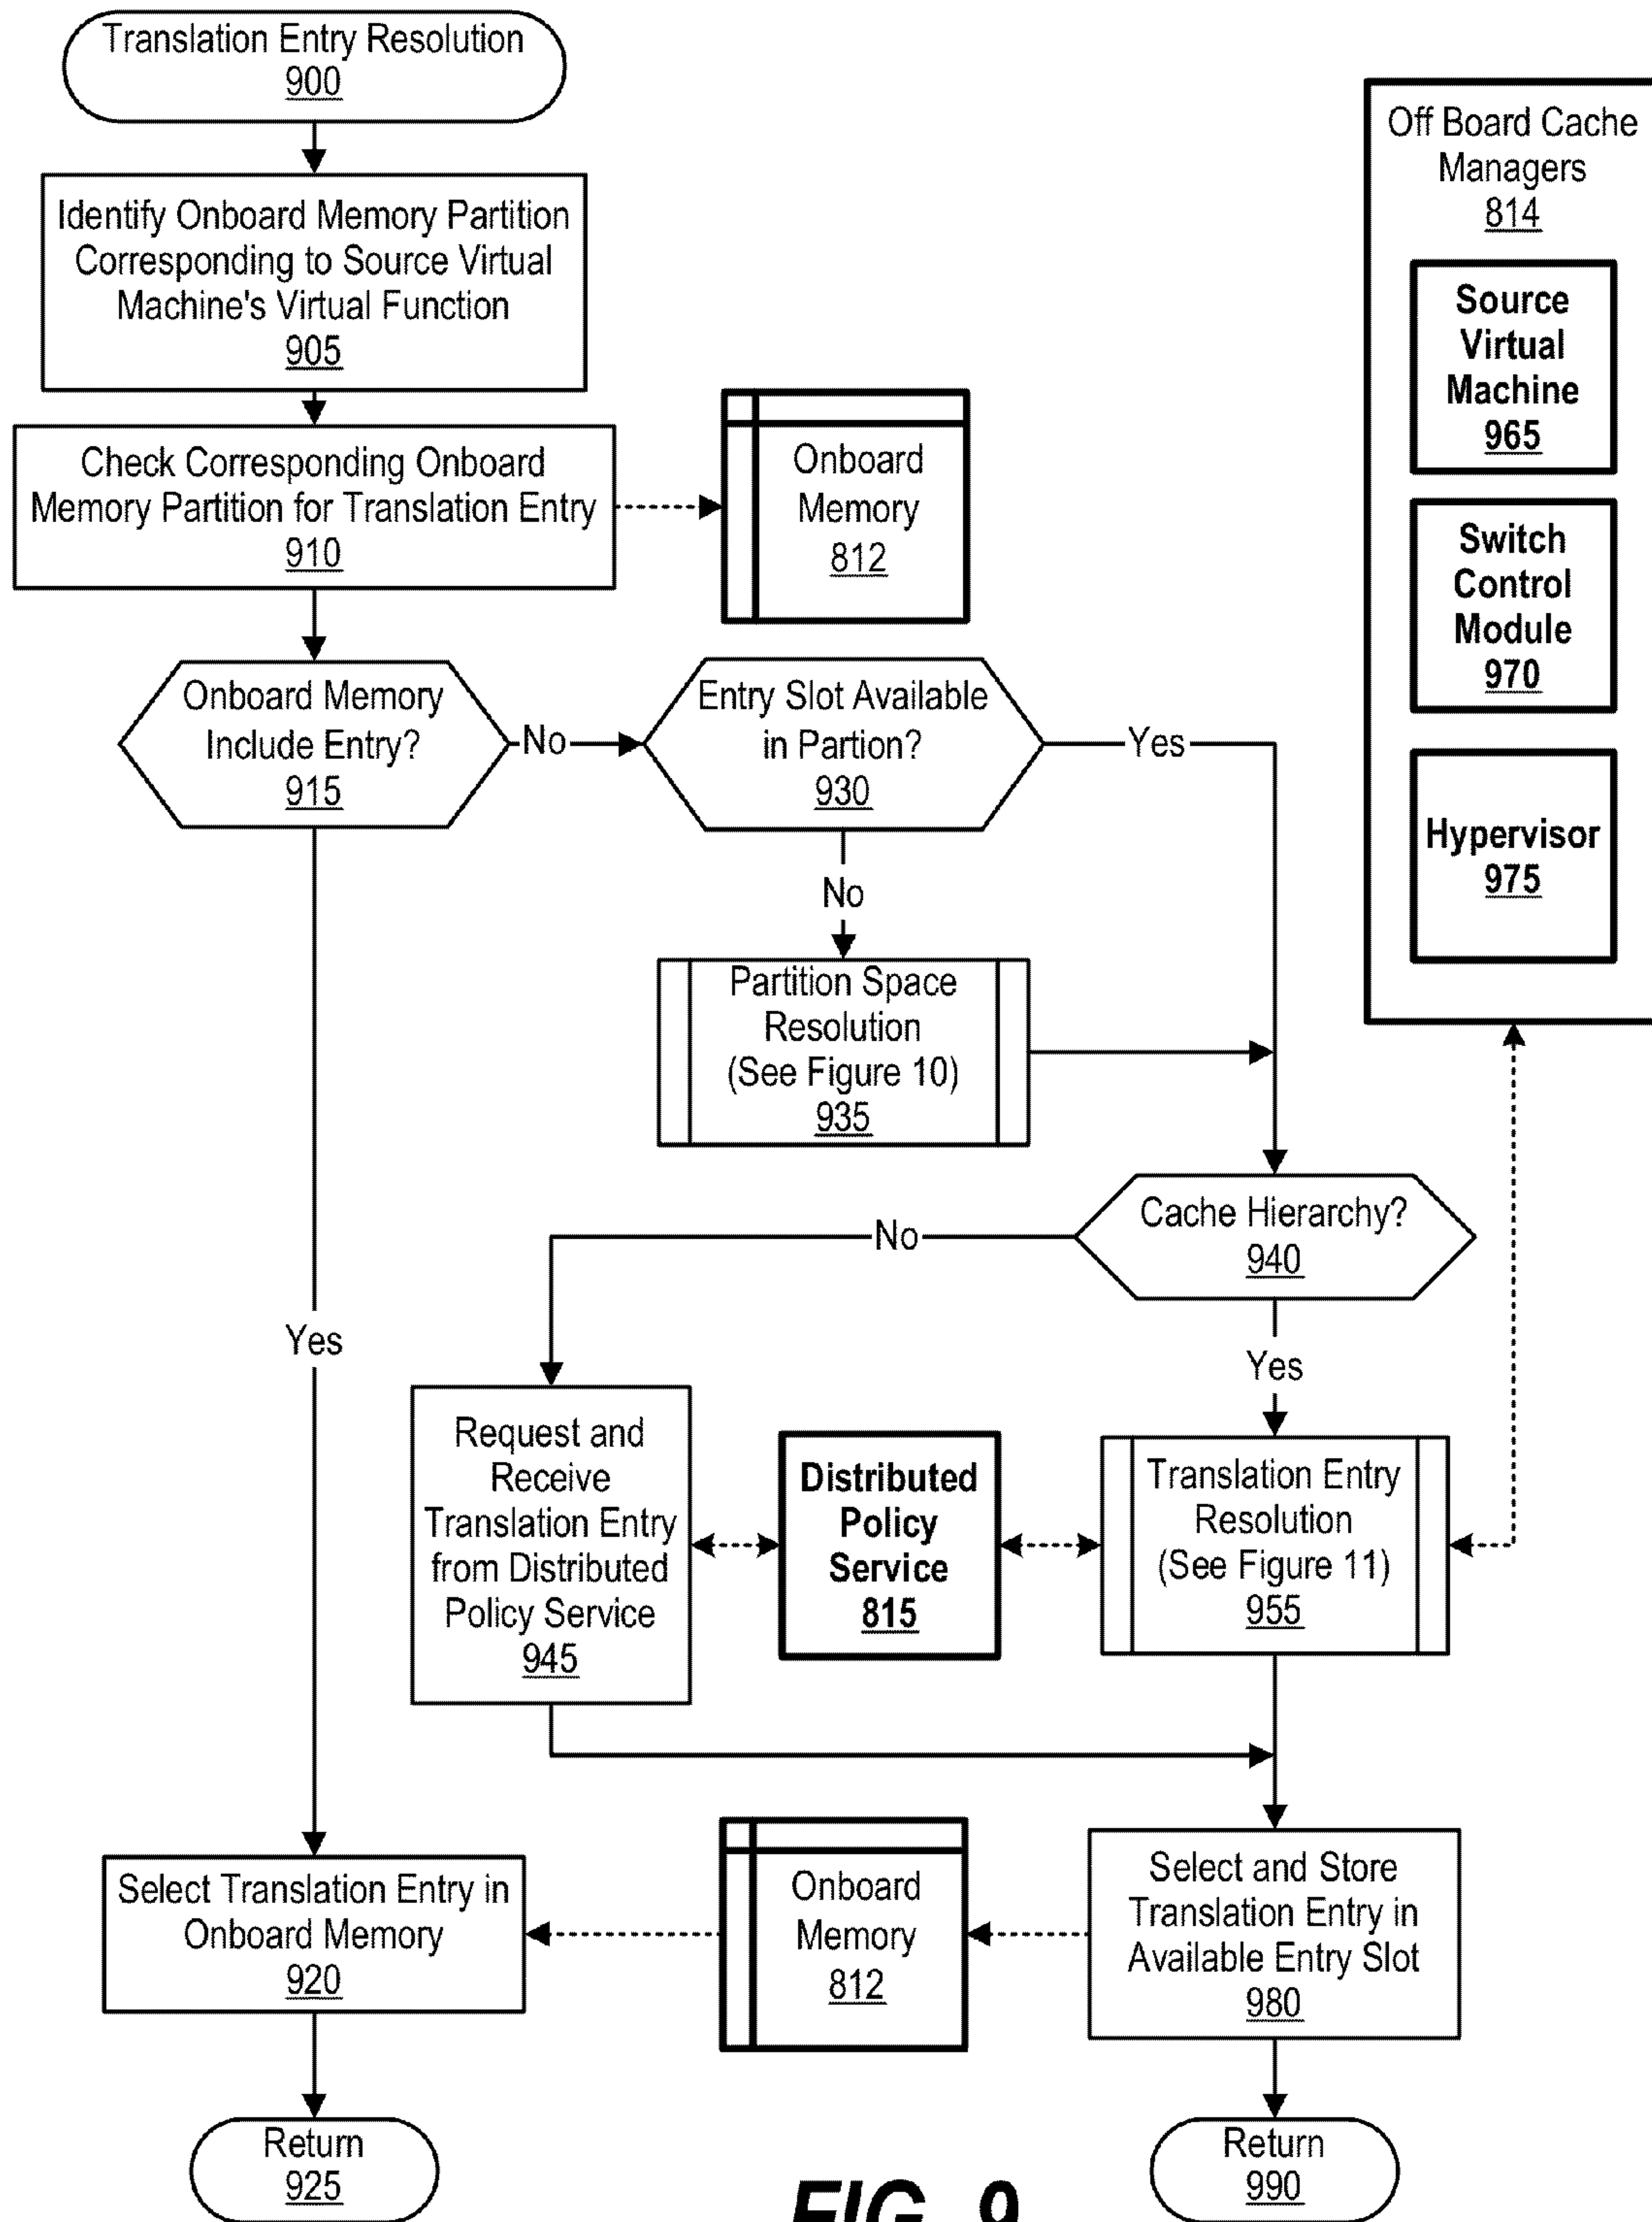 Translation Entry Resolution
900
Identify Onboard Memory Partition
Corresponding to Source Virtual
Machine's Virtual Function
905
Check Corresponding Onboard
Memory Partition for Translation Entry
910
Onboard
Memory
812
Off Board Cache
Managers
814
Source
Virtual
Machine
965
Switch
Control
Module
970
Hypervisor
975
Onboard Memory
Include Entry?
915
No
Entry Slot Available
in Partion?
930
Yes
No
Partition Space
Resolution
(See Figure 10)
935
Cache Hierarchy?
940
No
Yes
Yes
Request and
Receive
Translation Entry
from Distributed
Policy Service
945
Distributed
Policy
Service
815
Translation Entry
Resolution
(See Figure 11)
955
Select Translation Entry in
Onboard Memory
920
Onboard
Memory
812
Select and Store
Translation Entry in
Available Entry Slot
980
Return
925
Return
990
FIG. 9